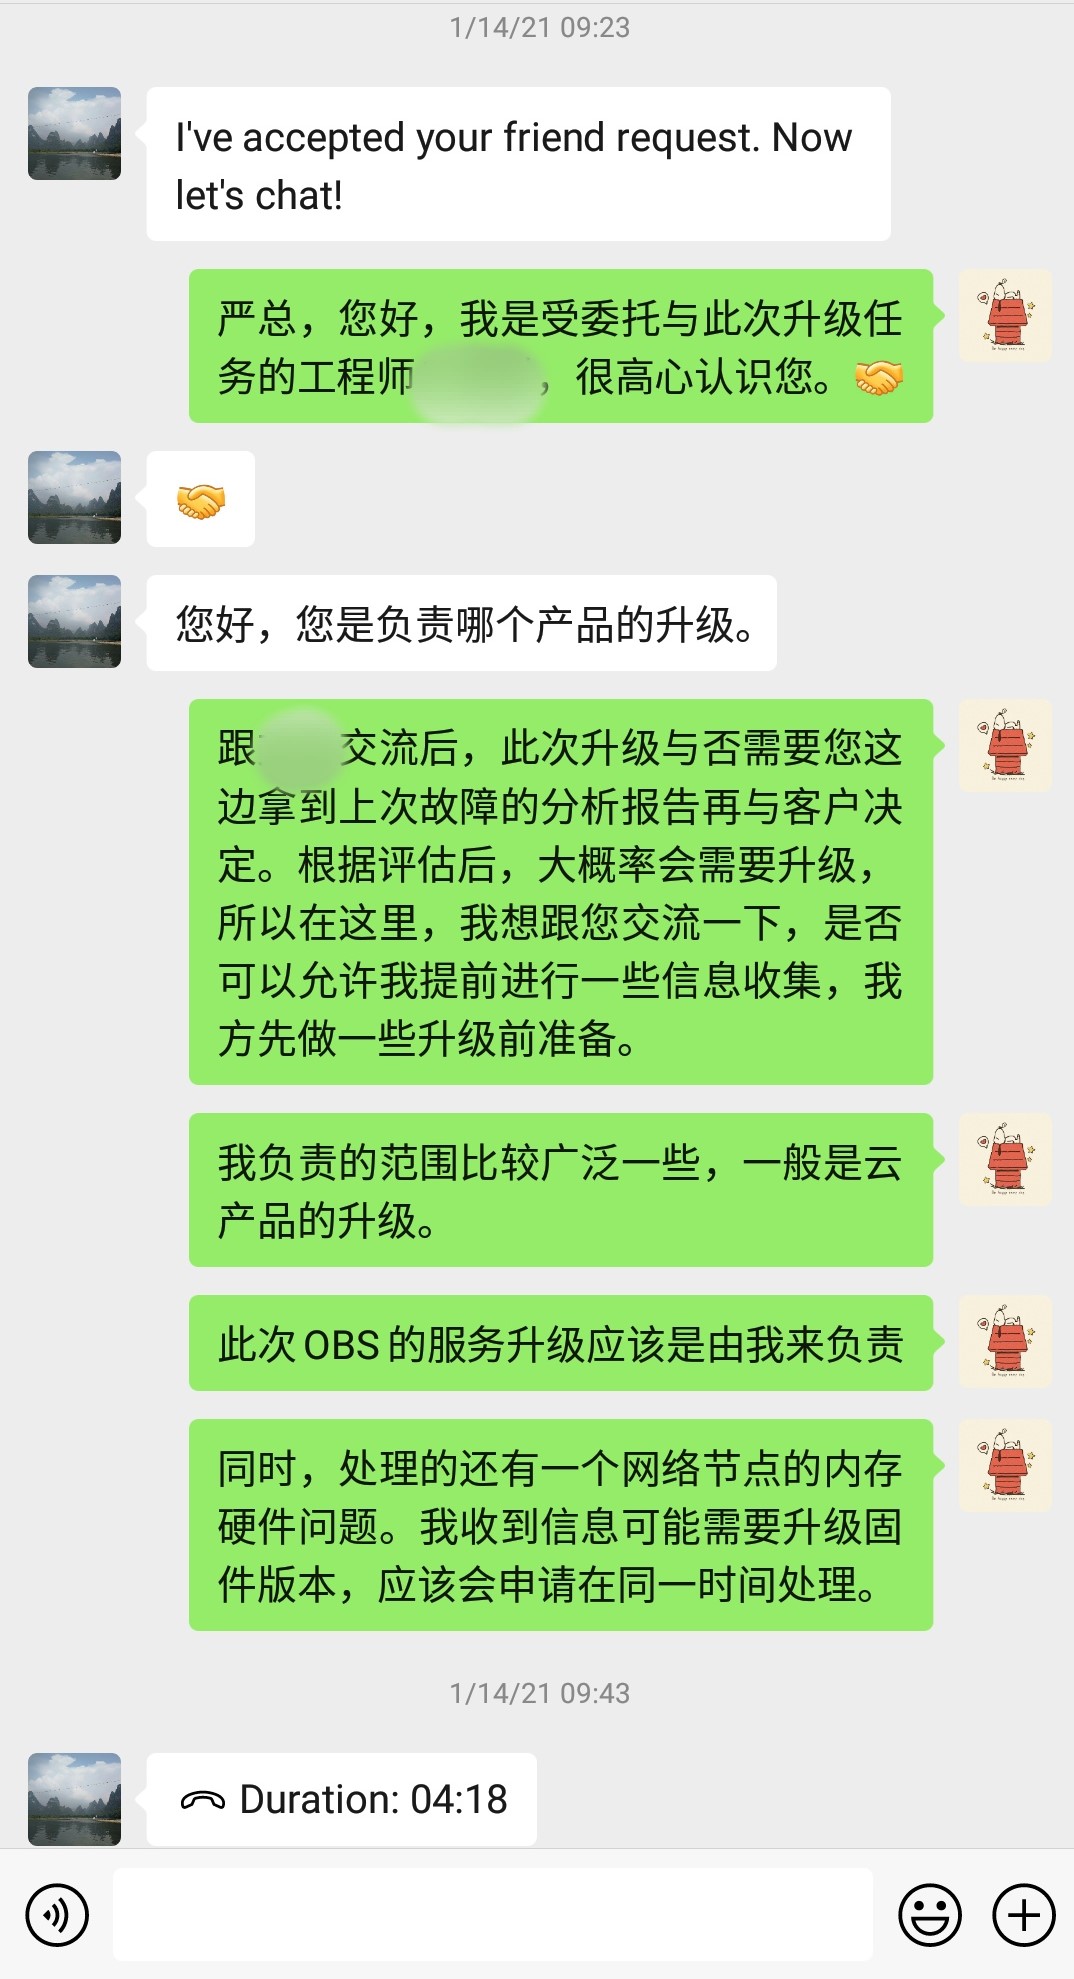 1/14/21 09:23
I've accepted your friend request. Now
let's chat!
严总，您好，我是受委托与此次升级任
务的工程师，很高心认识您。🤝
🤝
您好，您是负责哪个产品的升级。
跟交流后，此次升级与否需要您这
边拿到上次故障的分析报告再与客户决
定。根据评估后，大概率会需要升级，
所以在这里，我想跟您交流一下，是否
可以允许我提前进行一些信息收集，我
方先做一些升级前准备。
我负责的范围比较广泛一些，一般是云
产品的升级。
此次OBS的服务升级应该是由我来负责
同时，处理的还有一个网络节点的内存
硬件问题。我收到信息可能需要升级固
件版本，应该会申请在同一时间处理。
1/14/21 09:43
Duration: 04:18